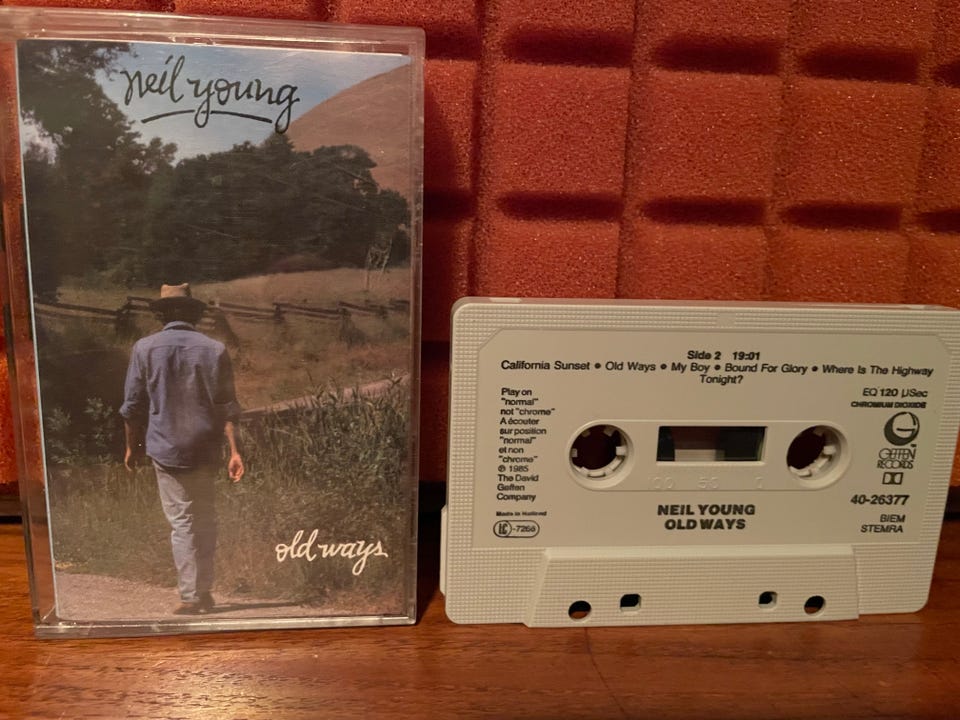 neil young
old ways
Side 2 19:01
California Sunset • Old Ways • My Boy • Bound For Glory • Where Is The Highway
Tonight?
Play on
"normal"
not "chrome"
A écouter
sur position
"normal"
et non
"chrome"
℗ 1985
The David
Geffen
Company
Made in Holland
EQ 120 µSec
CHROMIUM DIOXIDE
GEFFEN
RECORDS
100 50 0
NEIL YOUNG
OLD WAYS
40-26377
BIEM
STEMRA